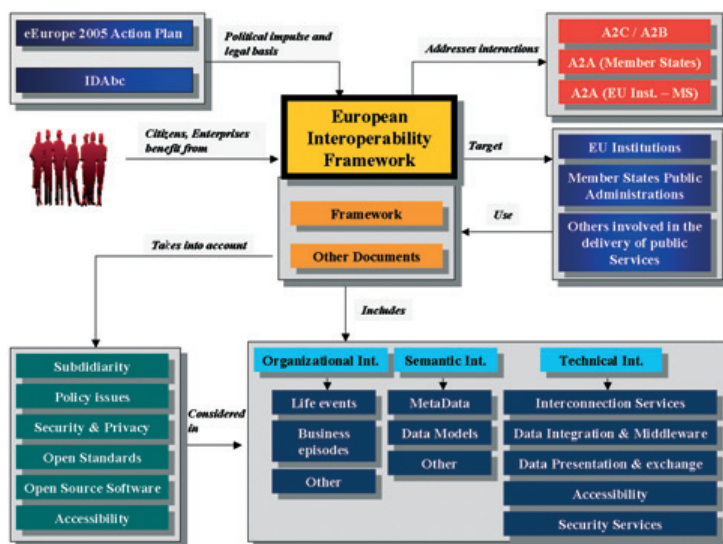 eEurope 2005 Action Plan
IDAbc
Political impulse and
legal basis
Addresses interactions
A2C / A2B
A2A (Member States)
A2A (EU Inst. – MS)
Citizens, Enterprises
benefit from
European
Interoperability
Framework
Target
EU Institutions
Member States Public
Administrations
Others involved in the
delivery of public
Services
Use
Framework
Other Documents
Takes into account
Includes
Subdidiarity
Policy issues
Security & Privacy
Open Standards
Open Source Software
Accessibility
Considered
in
Organizational Int.
Life events
Business
episodes
Other
Semantic Int.
MetaData
Data Models
Other
Technical Int.
Interconnection Services
Data Integration & Middleware
Data Presentation & exchange
Accessibility
Security Services